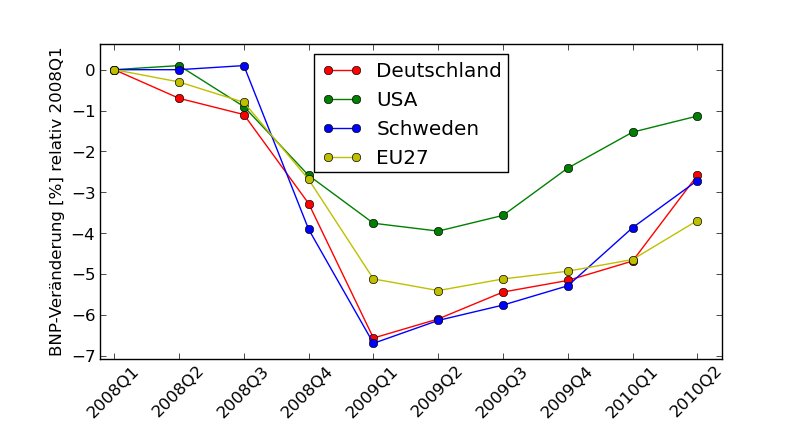 BNP-Veränderung [%] relativ 2008Q1
0
−1
−2
−3
−4
−5
−6
−7
Deutschland
USA
Schweden
EU27
2008Q1
2008Q2
2008Q3
2008Q4
2009Q1
2009Q2
2009Q3
2009Q4
2010Q1
2010Q2